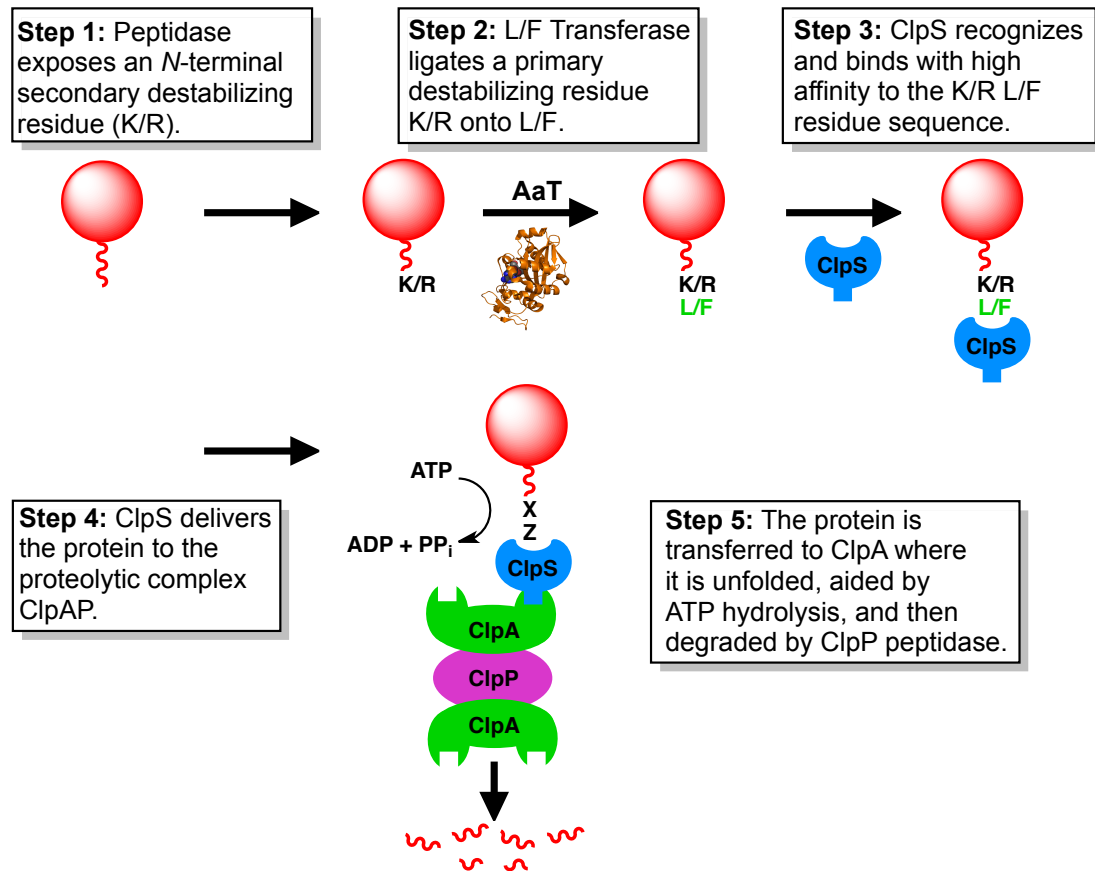 Step 1: Peptidase
exposes an N-terminal
secondary destabilizing
residue (K/R).
Step 2: L/F Transferase
ligates a primary
destabilizing residue
K/R onto L/F.
Step 3: ClpS recognizes
and binds with high
affinity to the K/R L/F
residue sequence.
K/R
AaT
K/R
L/F
ClpS
K/R
L/F
ClpS
Step 4: ClpS delivers
the protein to the
proteolytic complex
ClpAP.
ATP
ADP + PPi
X
Z
ClpS
ClpA
ClpP
ClpA
Step 5: The protein is
transferred to ClpA where
it is unfolded, aided by
ATP hydrolysis, and then
degraded by ClpP peptidase.